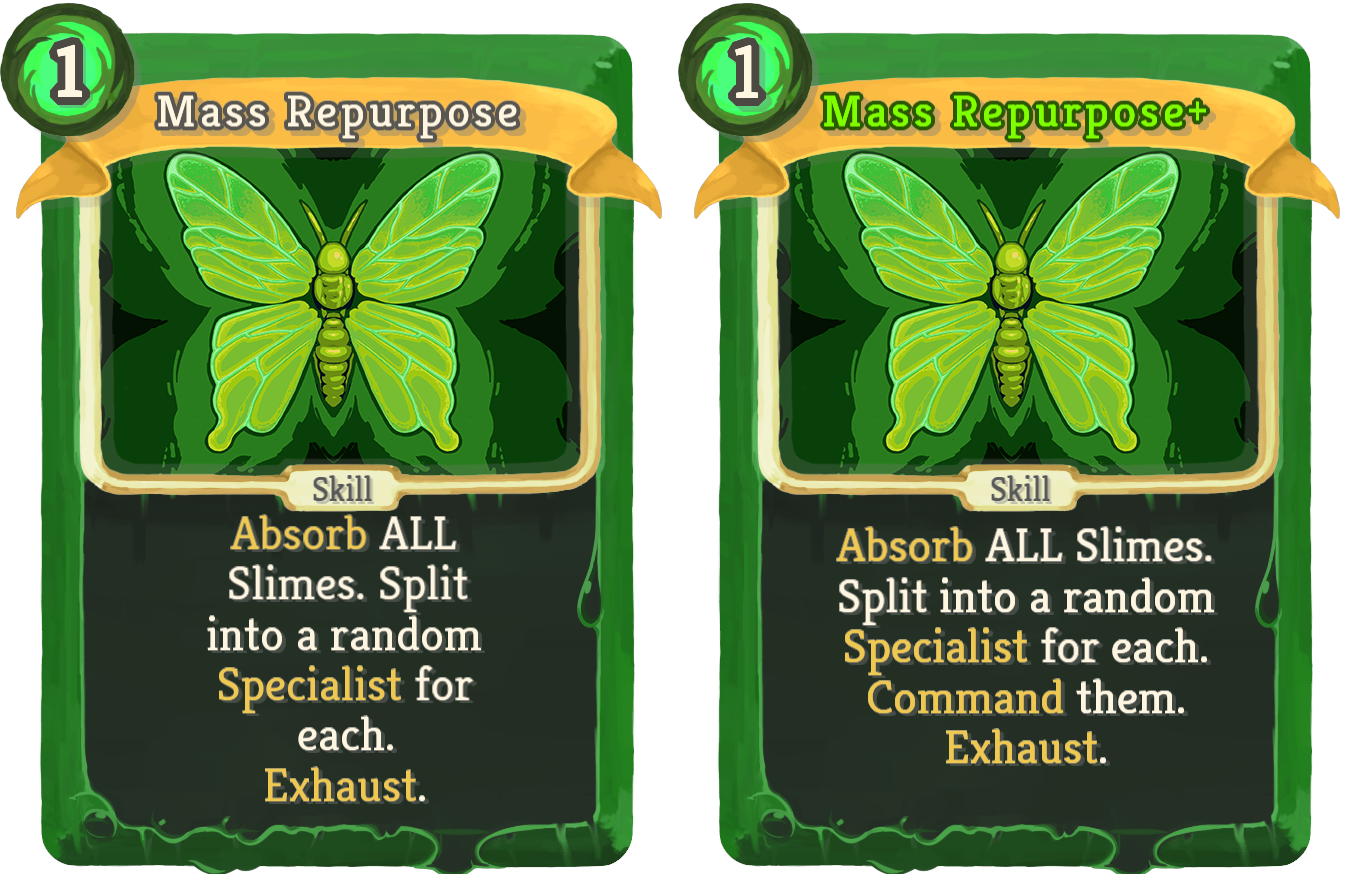 1
Mass Repurpose
Skill
Absorb ALL
Slimes. Split
into a random
Specialist for
each.
Exhaust.
1
Mass Repurpose+
Skill
Absorb ALL Slimes.
Split into a random
Specialist for each.
Command them.
Exhaust.